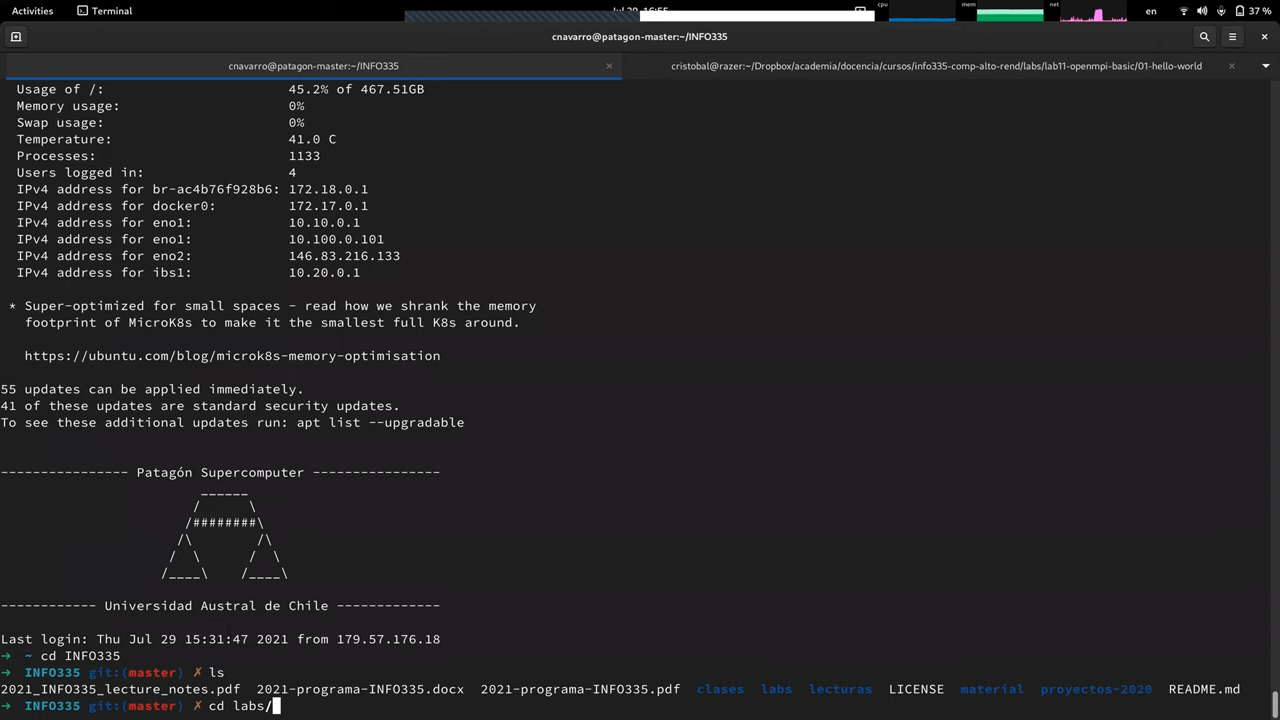 Activities Terminal cpu mem net en 37 %
cnavarro@patagon-master:~/INFO335
cnavarro@patagon-master:~/INFO335 × cristobal@razer:~/Dropbox/academia/docencia/cursos/info335-comp-alto-rend/labs/lab11-openmpi-basic/01-hello-world ×
Usage of /: 45.2% of 467.51GB
Memory usage: 0%
Swap usage: 0%
Temperature: 41.0 C
Processes: 1133
Users logged in: 4
IPv4 address for br-ac4b76f928b6: 172.18.0.1
IPv4 address for docker0: 172.17.0.1
IPv4 address for eno1: 10.10.0.1
IPv4 address for eno1: 10.100.0.101
IPv4 address for eno2: 146.83.216.133
IPv4 address for ibs1: 10.20.0.1
* Super-optimized for small spaces - read how we shrank the memory
footprint of MicroK8s to make it the smallest full K8s around.
https://ubuntu.com/blog/microk8s-memory-optimisation
55 updates can be applied immediately.
41 of these updates are standard security updates.
To see these additional updates run: apt list --upgradable
---------------- Patagón Supercomputer ----------------
______
/ \
/########\
/\ /\
/ \ / \
/____\ /____\
------------ Universidad Austral de Chile -------------
Last login: Thu Jul 29 15:31:47 2021 from 179.57.176.18
→ ~ cd INFO335
→ INFO335 git:(master) ✗ ls
2021_INFO335_lecture_notes.pdf 2021-programa-INFO335.docx 2021-programa-INFO335.pdf clases labs lecturas LICENSE material proyectos-2020 README.md
→ INFO335 git:(master) ✗ cd labs/